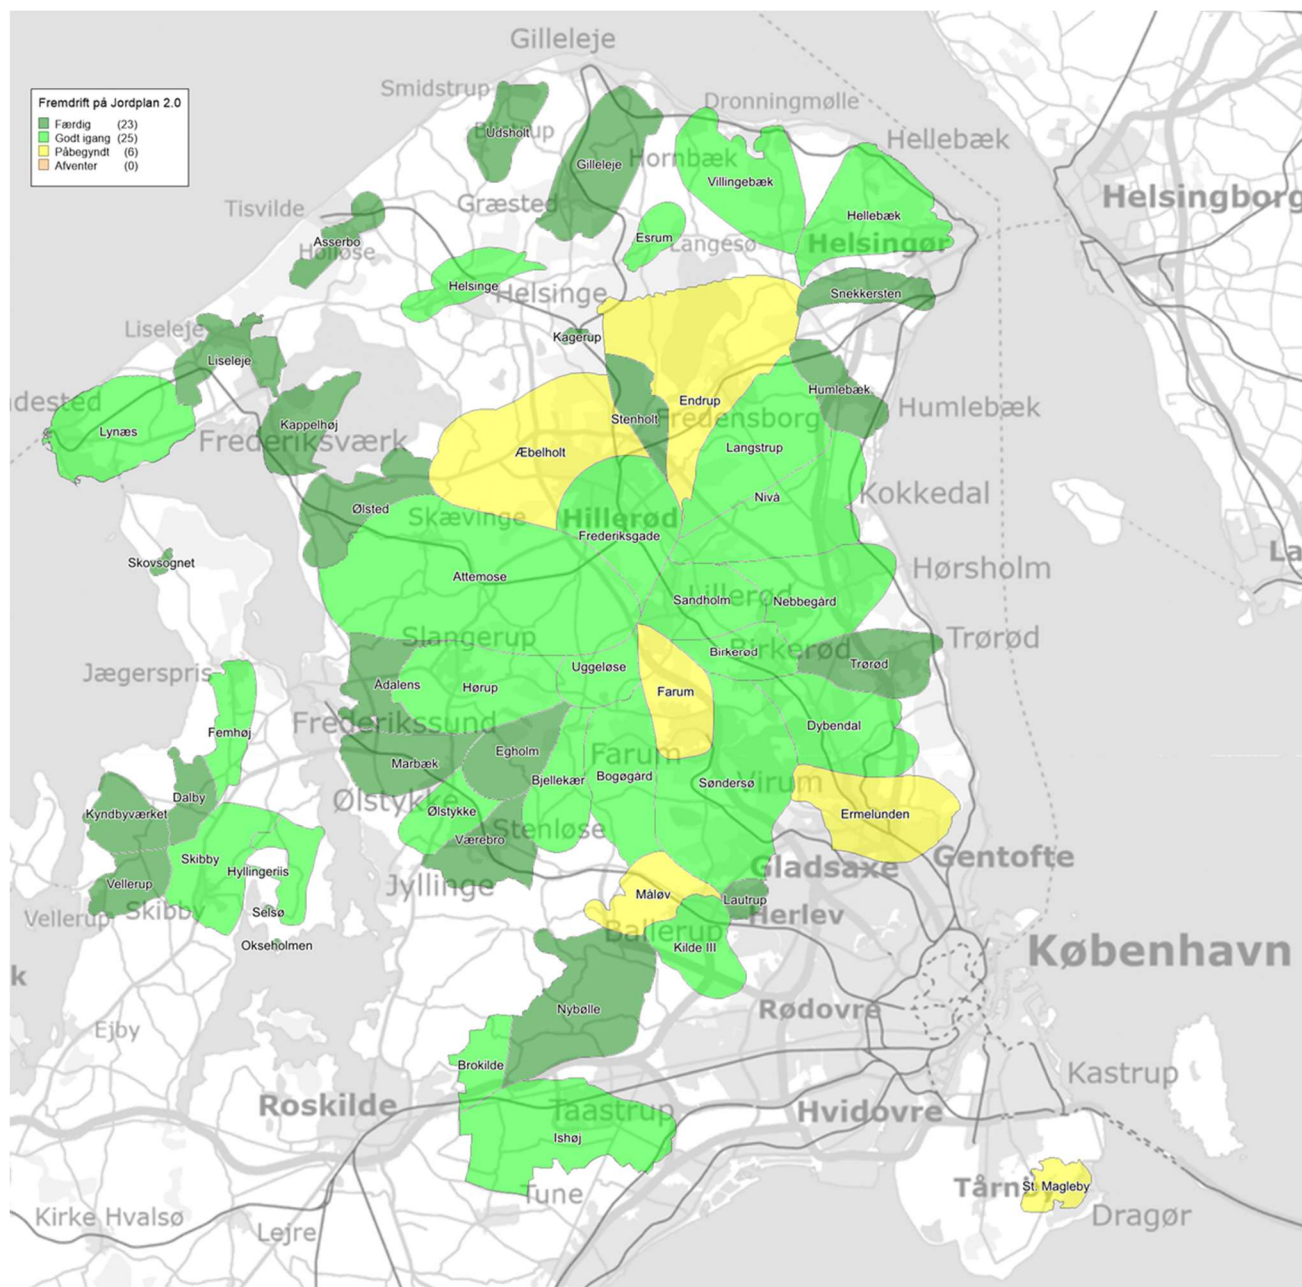 Gilleleje
Fremdrift på Jordplan 2.0
Færdig (23)
Godt igang (25)
Påbegyndt (6)
Afventer (0)
Smidstrup
Dronningmølle
Udsholt
Hellebæk
Gilleleje
Hornbæk
Villingebæk
Helsingborg
Tisvilde
Græsted
Hellebæk
Asserbo
Holløse
Esrum
Langesø
Helsingør
Helsinge
Helsinge
Snekkersten
Liseleje
Kagerup
Liseleje
Humlebæk
Endrup
Humlebæk
Lynæs
Kappelhøj
Stenholt
Fredensborg
Frederiksværk
Æbelholt
Langstrup
Nivå
Kokkedal
Ølsted
Skævinge
Hillerød
Frederiksgade
Skovsognet
Attemose
Hørsholm
Lillerød
Sandholm
Nebbegård
Slangerup
Birkerød
Birkerød
Trørød
Trørød
Jægerspris
Uggeløse
Ådalens
Hørup
Farum
Femhøj
Frederikssund
Dybendal
Marbæk
Egholm
Farum
Bjellekær
Bogøgård
Søndersø
Virum
Dalby
Ølstykke
Kyndbyværket
Ølstykke
Ermelunden
Stenløse
Værebro
Skibby
Gentofte
Hyllingeriis
Gladsaxe
Vellerup
Jyllinge
Måløv
Lautrup
Vellerup
Skibby
Selsø
Herlev
Ballerup
Okseholmen
Kilde III
København
Nybølle
Rødovre
Ejby
Brokilde
Kastrup
Roskilde
Taastrup
Hvidovre
Ishøj
Tune
Tårnby
St. Magleby
Kirke Hvalsø
Lejre
Dragør